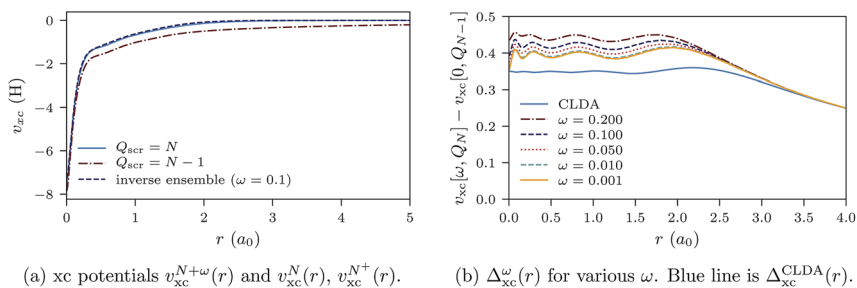 0
−2
−4
−6
−8
v_xc (H)
Q_scr = N
Q_scr = N − 1
inverse ensemble (ω = 0.1)
0 1 2 3 4 5
r (a_0)
(a) xc potentials v_xc^{N+ω}(r) and v_xc^N(r), v_xc^{N^+}(r).
0.5
0.4
0.3
0.2
0.1
0.0
v_xc[ω, Q_N] − v_xc[0, Q_{N−1}]
CLDA
ω = 0.200
ω = 0.100
ω = 0.050
ω = 0.010
ω = 0.001
0.0 0.5 1.0 1.5 2.0 2.5 3.0 3.5 4.0
r (a_0)
(b) Δ_xc^ω(r) for various ω. Blue line is Δ_xc^CLDA(r).